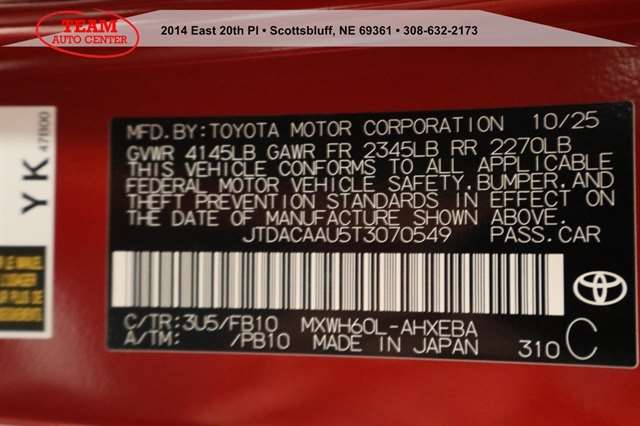 TEAM
AUTO CENTER
2014 East 20th Pl • Scottsbluff, NE 69361 • 308-632-2173
YK
47B00
MFD.BY:TOYOTA MOTOR CORPORATION 10/25
GVWR 4145LB GAWR FR 2345LB RR 2270LB
THIS VEHICLE CONFORMS TO ALL APPLICABLE
FEDERAL MOTOR VEHICLE SAFETY,BUMPER,AND
THEFT PREVENTION STANDARDS IN EFFECT ON
THE DATE OF MANUFACTURE SHOWN ABOVE.
JTDACAAU5T3070549 PASS.CAR
C/TR:3U5/FB10 MXWH60L-AHXEBA
A/TM: /PB10 MADE IN JAPAN 310 C
TOYOTA